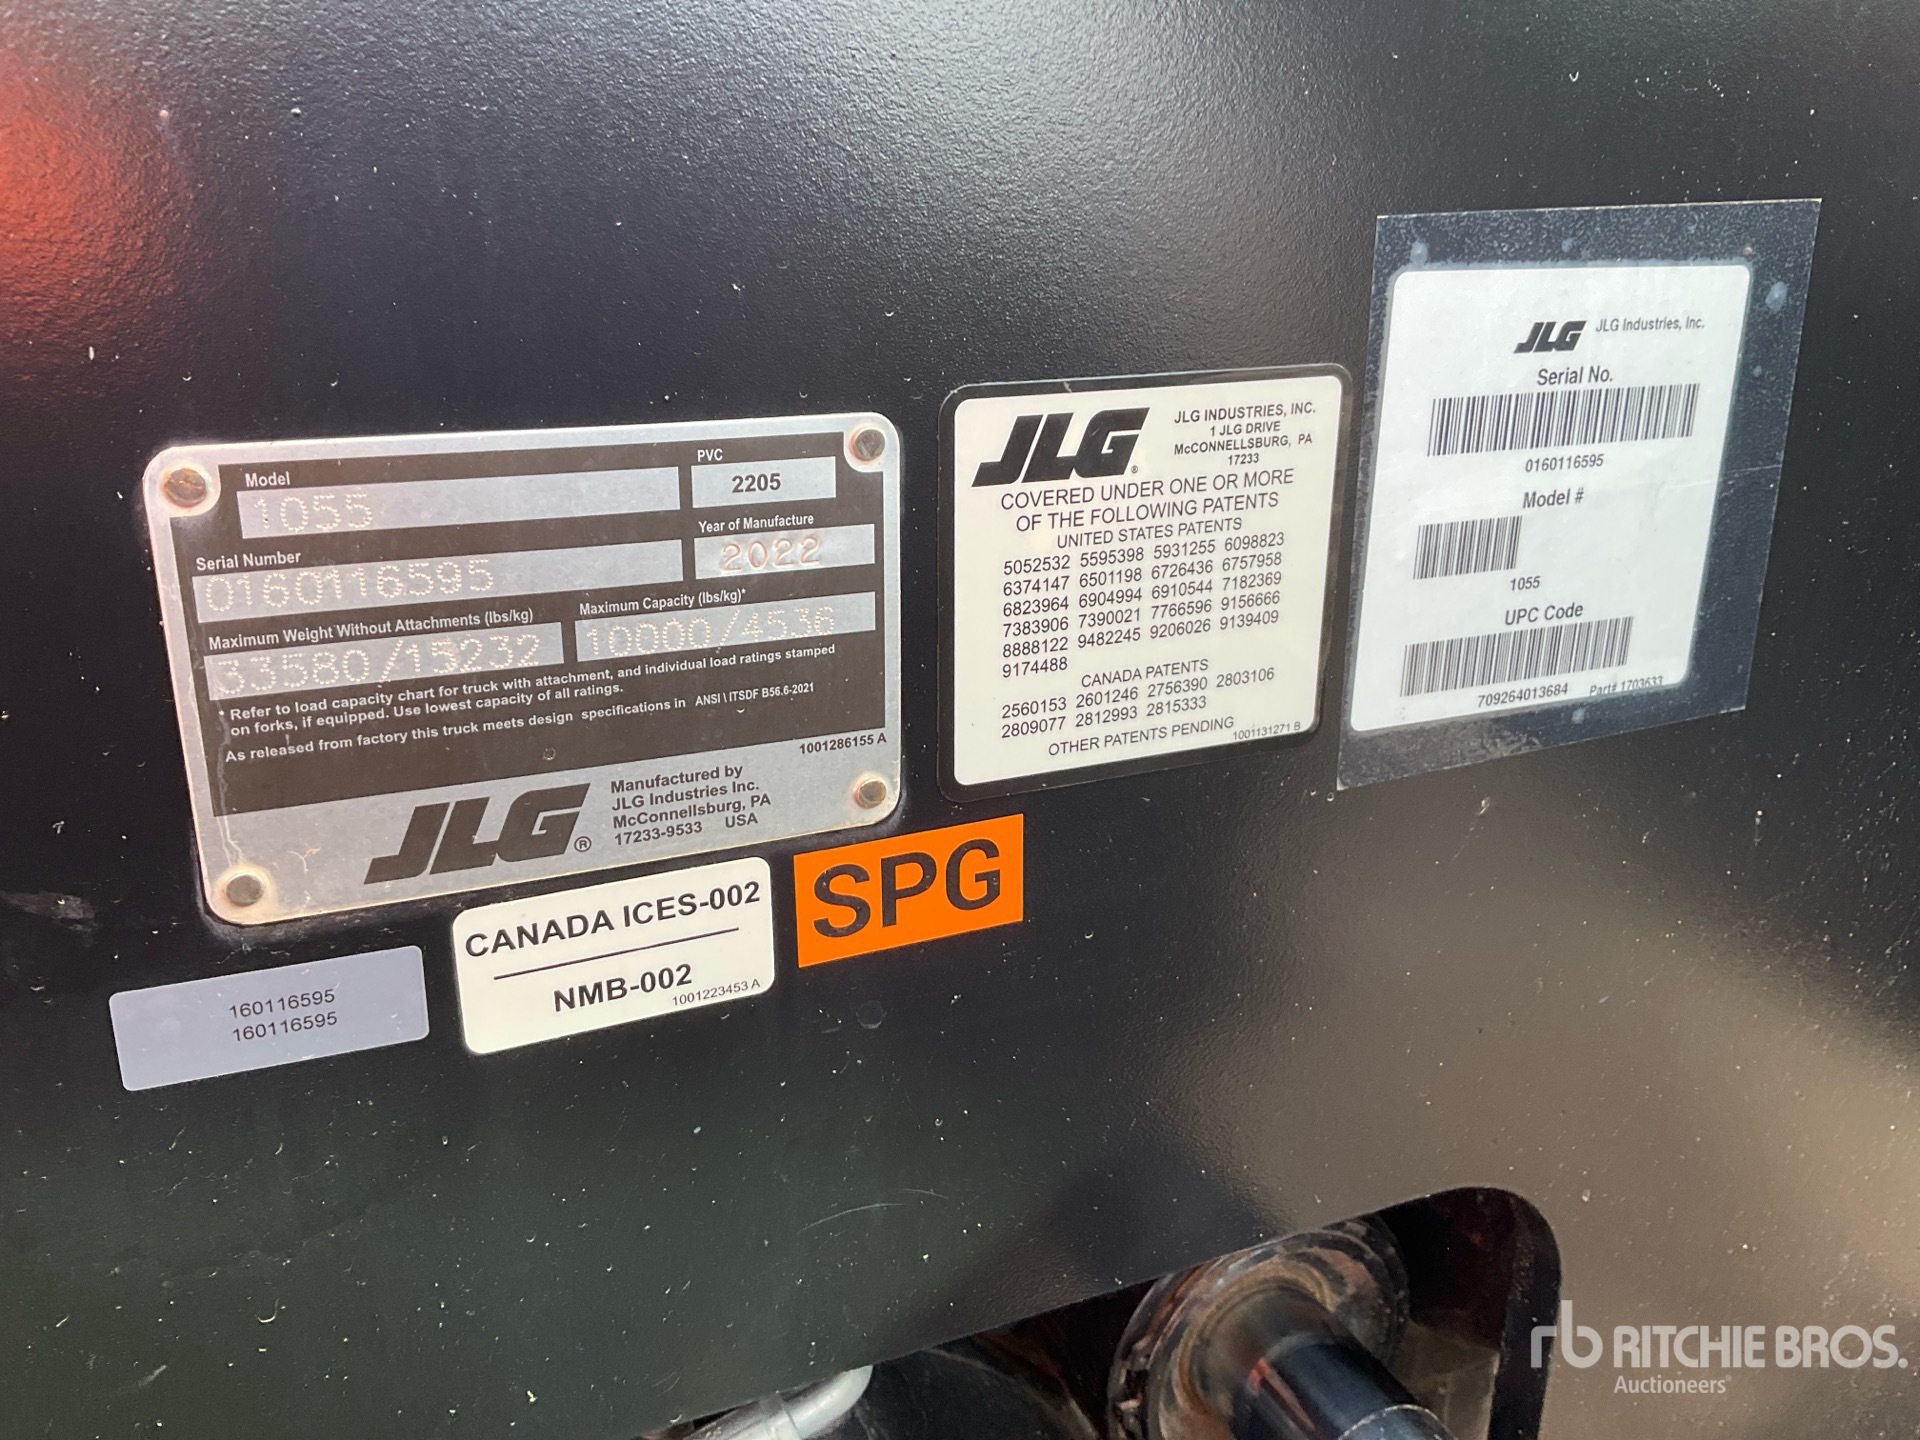 Model
1055
PVC
2205
Serial Number
0160116595
Year of Manufacture
2022
Maximum Weight Without Attachments (lbs/kg)
33580/15232
Maximum Capacity (lbs/kg)*
10000/4536
* Refer to load capacity chart for truck with attachment, and individual load ratings stamped
on forks, if equipped. Use lowest capacity of all ratings.
As released from factory this truck meets design specifications in ANSI \ ITSDF B56.6-2021
1001286155 A
JLG®
Manufactured by
JLG Industries Inc.
McConnellsburg, PA
17233-9533 USA
160116595
160116595
CANADA ICES-002
NMB-002
1001223453 A
SPG
JLG®
JLG INDUSTRIES, INC.
1 JLG DRIVE
McCONNELLSBURG, PA
17233
COVERED UNDER ONE OR MORE
OF THE FOLLOWING PATENTS
UNITED STATES PATENTS
5052532 5595398 5931255 6098823
6374147 6501198 6726436 6757958
6823964 6904994 6910544 7182369
7383906 7390021 7766596 9156666
8888122 9482245 9206026 9139409
9174488
CANADA PATENTS
2560153 2601246 2756390 2803106
2809077 2812993 2815333
OTHER PATENTS PENDING
1001131271 B
JLG JLG Industries, Inc.
Serial No.
0160116595
Model #
1055
UPC Code
709264013684 Part# 1703633
rb RITCHIE BROS.
Auctioneers